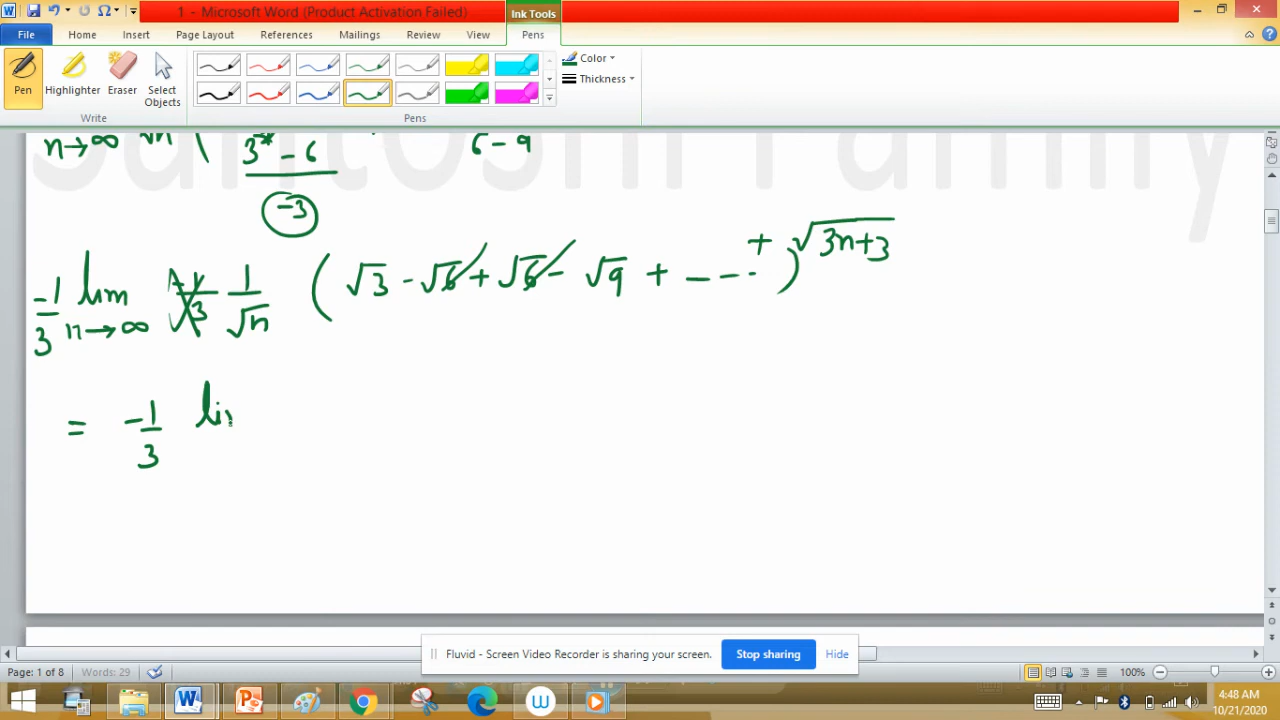 1 - Microsoft Word (Product Activation Failed) Ink Tools
File Home Insert Page Layout References Mailings Review View Pens
Pen Highlighter Eraser Select Objects Color Thickness
Write Pens
n→∞ √n ( 3 - 6 6 - 9
-3
-1/3 lim n→∞ 1/√n ( √3 - √6 + √6 - √9 + ---- + ) √3n+3
= -1/3 lim
Fluvid - Screen Video Recorder is sharing your screen. Stop sharing Hide
Page: 1 of 8 Words: 29 100%
4:48 AM
10/21/2020